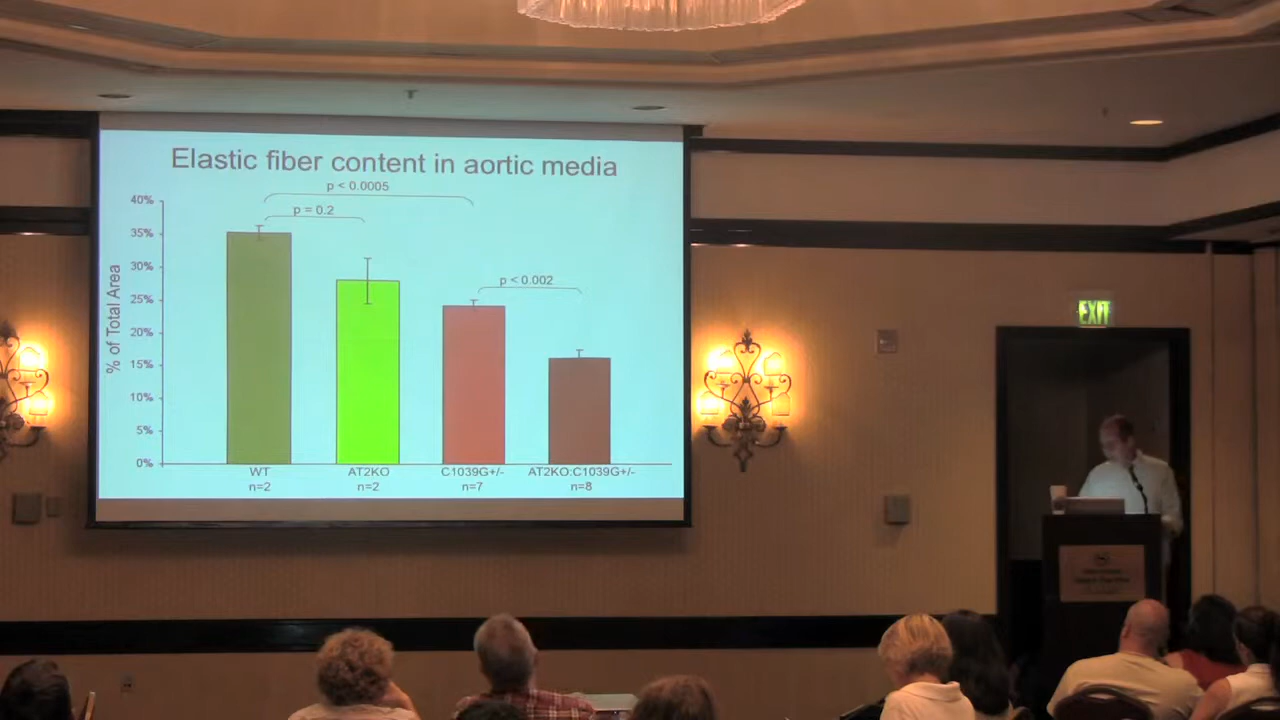 Elastic fiber content in aortic media
p < 0.0005
p = 0.2
p < 0.002
% of Total Area
40%
35%
30%
25%
20%
15%
10%
5%
0%
WT
n=2
AT2KO
n=2
C1039G+/-
n=7
AT2KO:C1039G+/-
n=8
EXIT